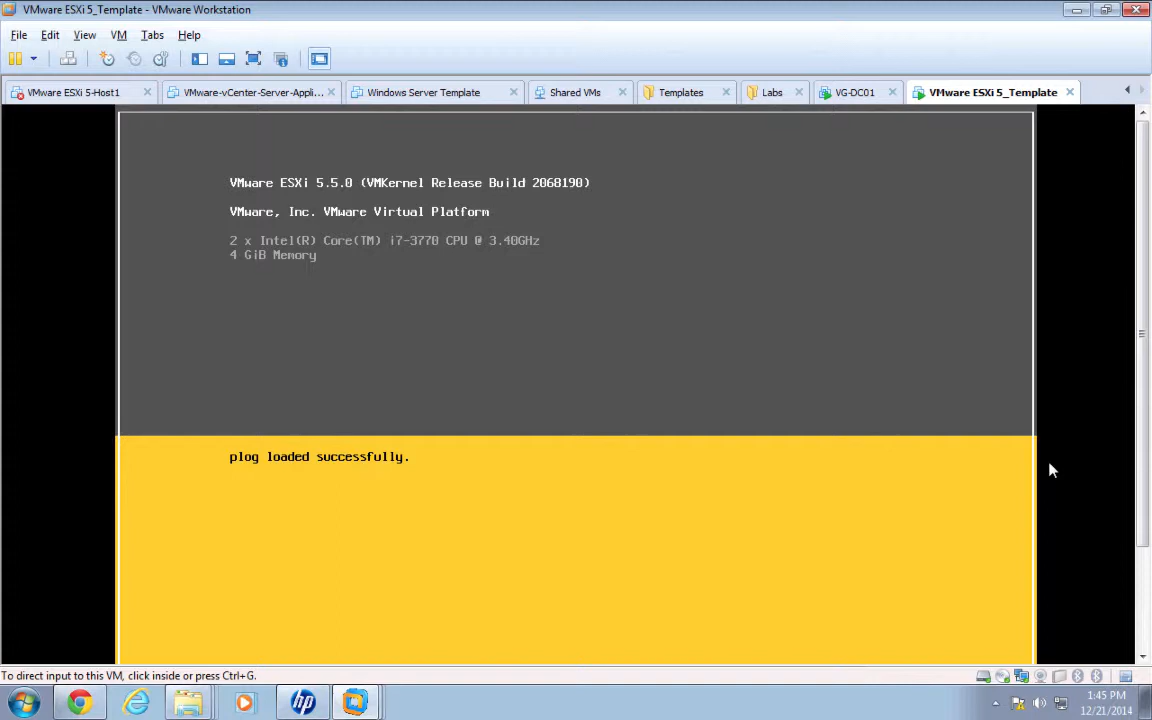 VMware ESXi 5_Template - VMware Workstation
File Edit View VM Tabs Help
VMware ESXi 5-Host1 VMware-vCenter-Server-Appli... Windows Server Template Shared VMs Templates Labs VG-DC01 VMware ESXi 5_Template
VMware ESXi 5.5.0 (VMKernel Release Build 2068190)
VMware, Inc. VMware Virtual Platform
2 x Intel(R) Core(TM) i7-3770 CPU @ 3.40GHz
4 GiB Memory
plog loaded successfully.
To direct input to this VM, click inside or press Ctrl+G.
hp
1:45 PM
12/21/2014